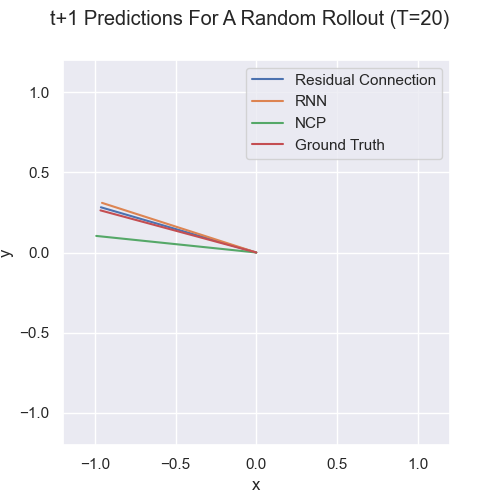 t+1 Predictions For A Random Rollout (T=20)
Residual Connection
RNN
NCP
Ground Truth
1.0
0.5
0.0
−0.5
−1.0
y
−1.0 −0.5 0.0 0.5 1.0
x